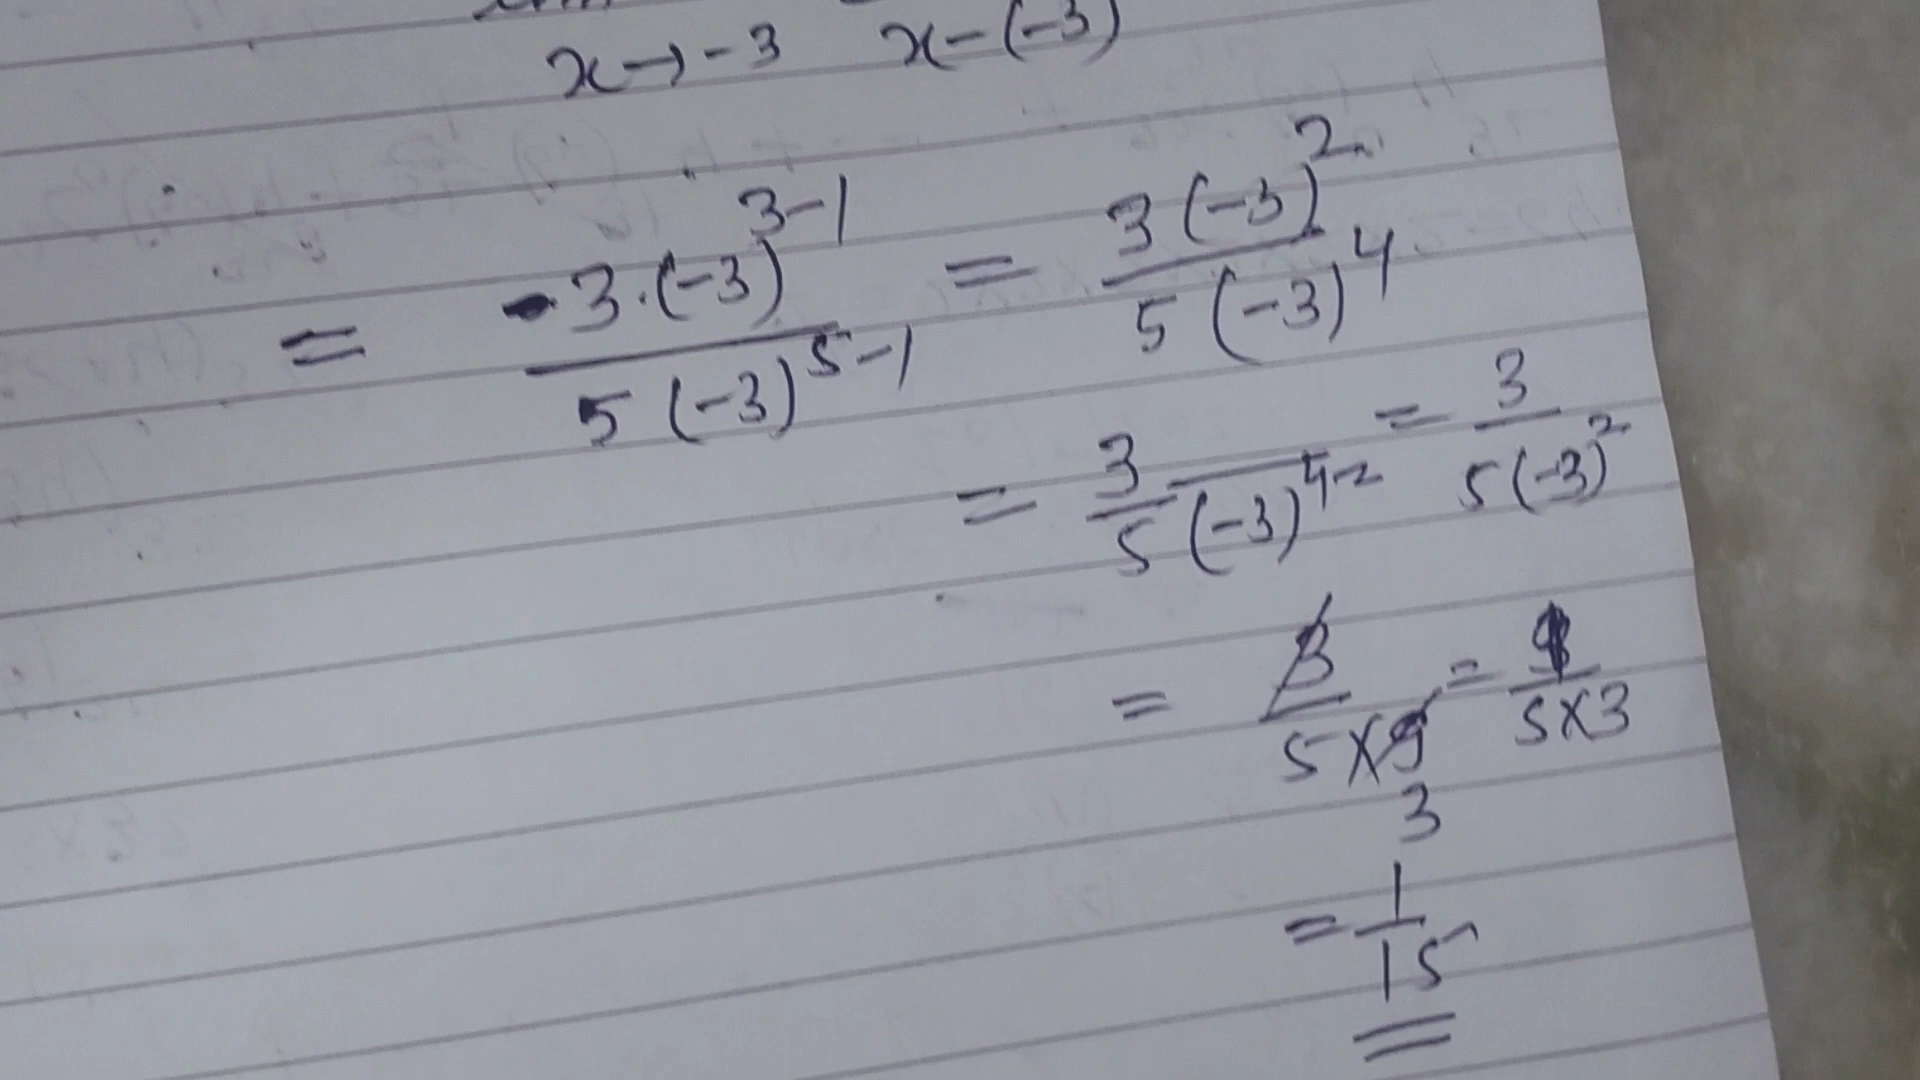 x → -3 x - (-3)
= -3·(-3)^{3-1} / 5(-3)^{5-1} = 3(-3)^2 / 5(-3)^4
= 3 / 5(-3)^{4-2} = 3 / 5(-3)^2
= 3 / 5×9 = 1 / 5×3
3
= 1 / 15